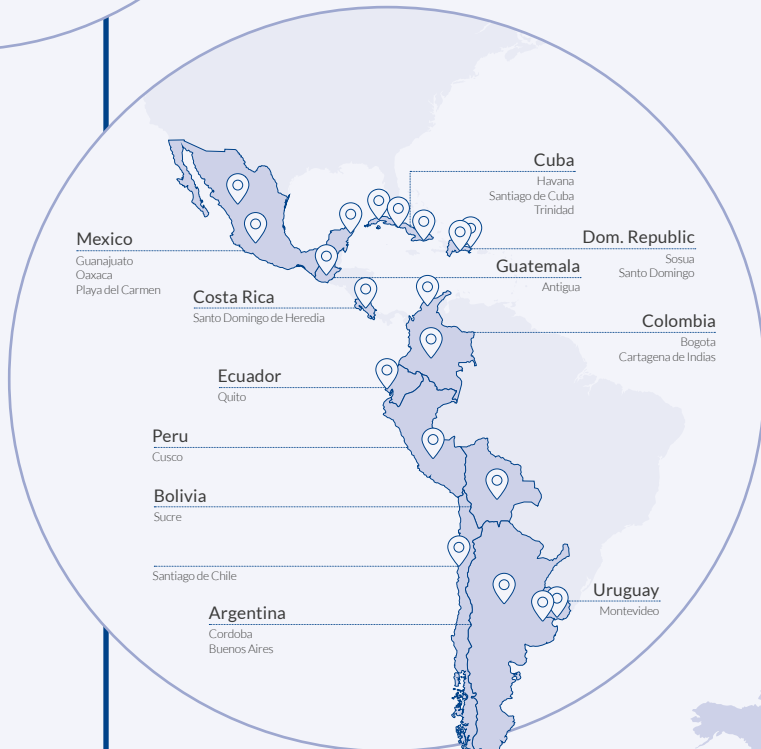 Cuba
Havana
Santiago de Cuba
Trinidad
Dom. Republic
Sosua
Santo Domingo
Mexico
Guanajuato
Oaxaca
Playa del Carmen
Guatemala
Antigua
Costa Rica
Santo Domingo de Heredia
Colombia
Bogota
Cartagena de Indias
Ecuador
Quito
Peru
Cusco
Bolivia
Sucre
Santiago de Chile
Uruguay
Montevideo
Argentina
Cordoba
Buenos Aires